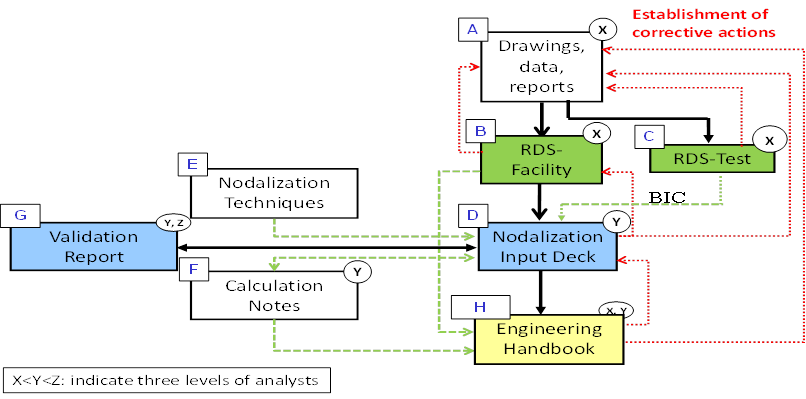 Establishment of
corrective actions
A
X
Drawings,
data,
reports
B
X
RDS-
Facility
C
X
RDS-Test
E
Nodalization
Techniques
BIC
G
Y, Z
Validation
Report
D
Y
Nodalization
Input Deck
F
Y
Calculation
Notes
H
X, Y
Engineering
Handbook
X<Y<Z: indicate three levels of analysts